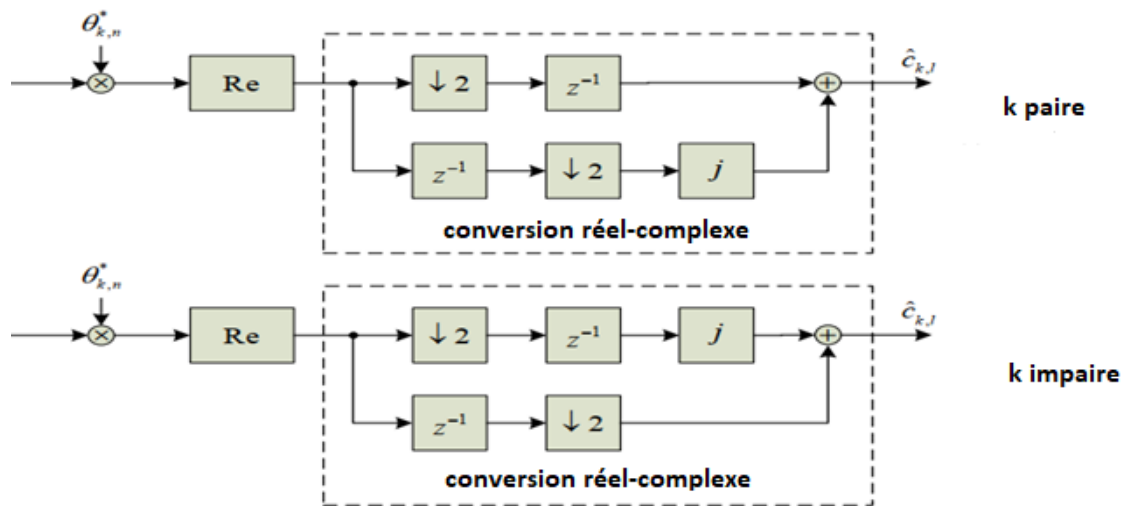 θ*k,n
Re
↓ 2
z⁻¹
ĉk,l
k paire
z⁻¹
↓ 2
j
conversion réel-complexe
θ*k,n
Re
↓ 2
z⁻¹
j
ĉk,l
k impaire
z⁻¹
↓ 2
conversion réel-complexe